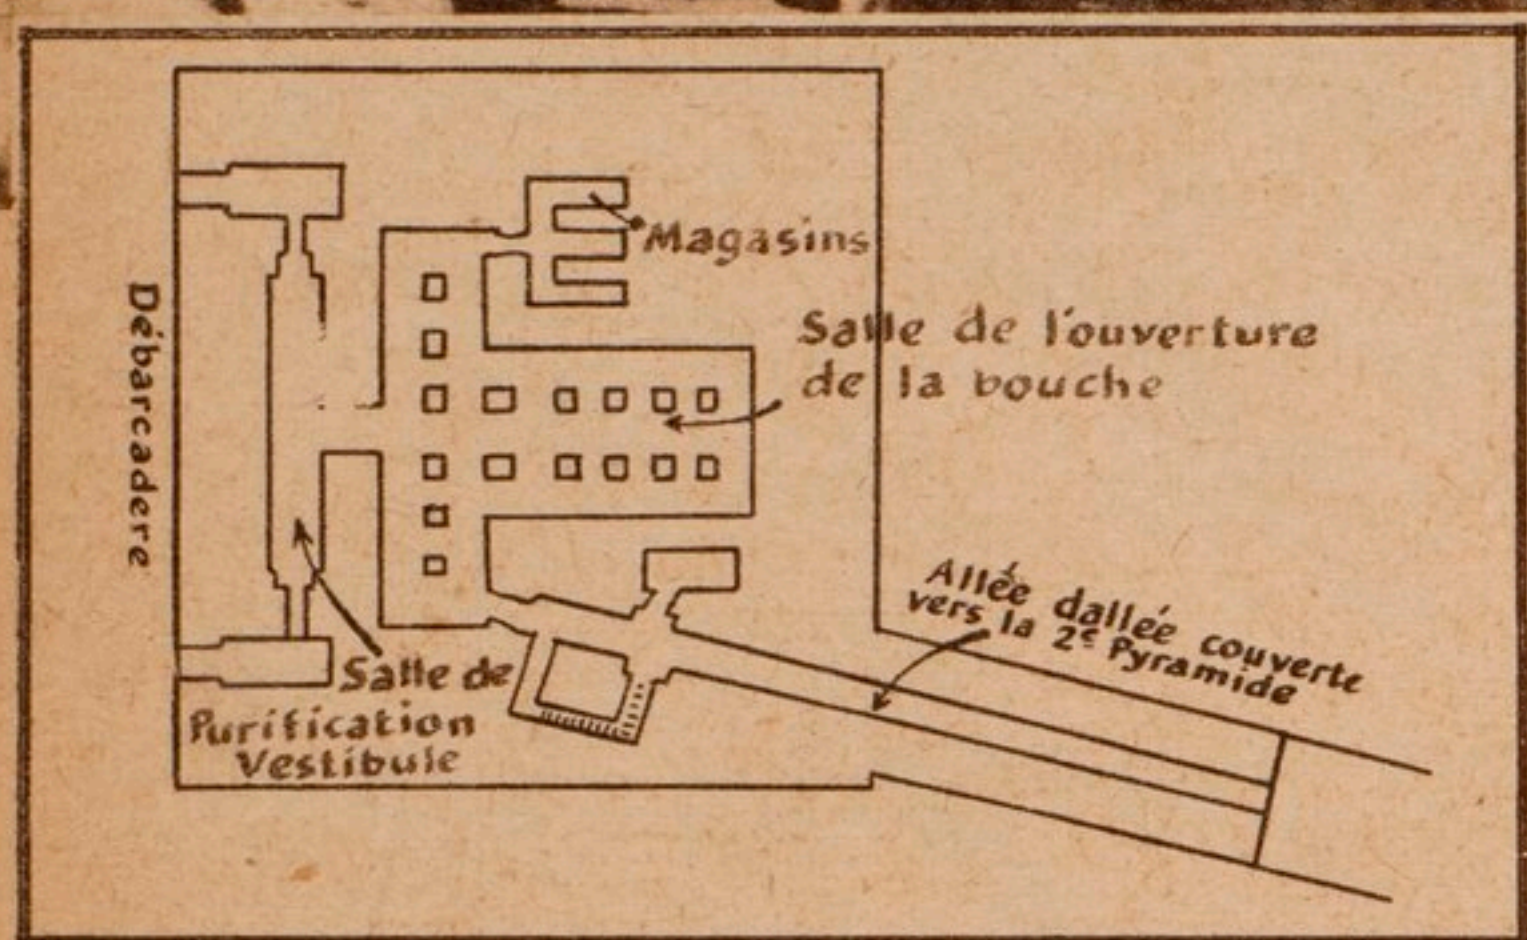 Débarcadere
Magasins
Salle de l'ouverture
de la bouche
Allée dallée couverte
vers la 2e Pyramide
Salle de
Purification
Vestibule